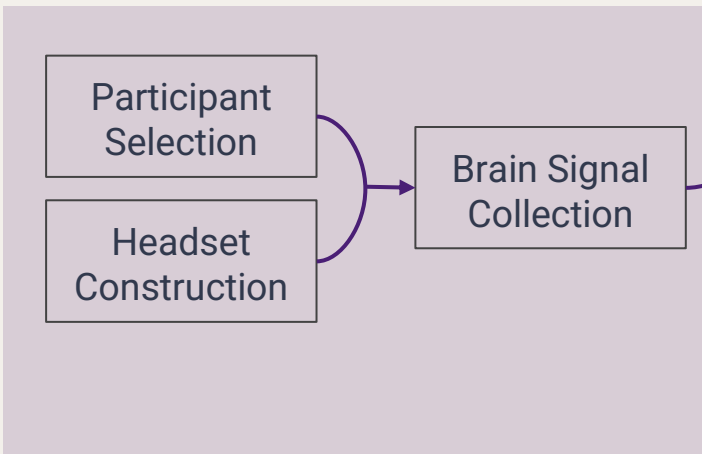 Participant
Selection
Headset
Construction
Brain Signal
Collection